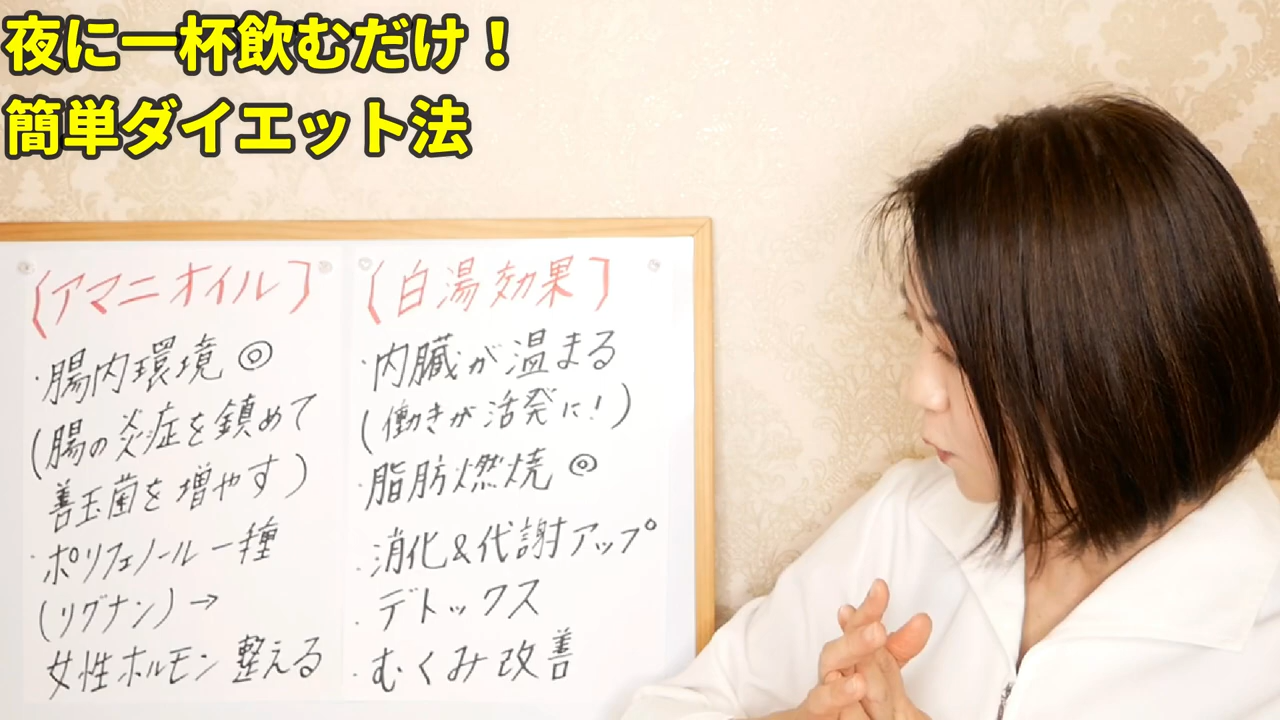 夜に一杯飲むだけ！
簡単ダイエット法
〔アマニオイル〕
・腸内環境◎
(腸の炎症を鎮めて
善玉菌を増やす)
・ポリフェノール一種
(リグナン)→
女性ホルモン整える
〔白湯効果〕
・内臓が温まる
(働きが活発に!)
・脂肪燃焼◎
・消化&代謝アップ
・デトックス
・むくみ改善